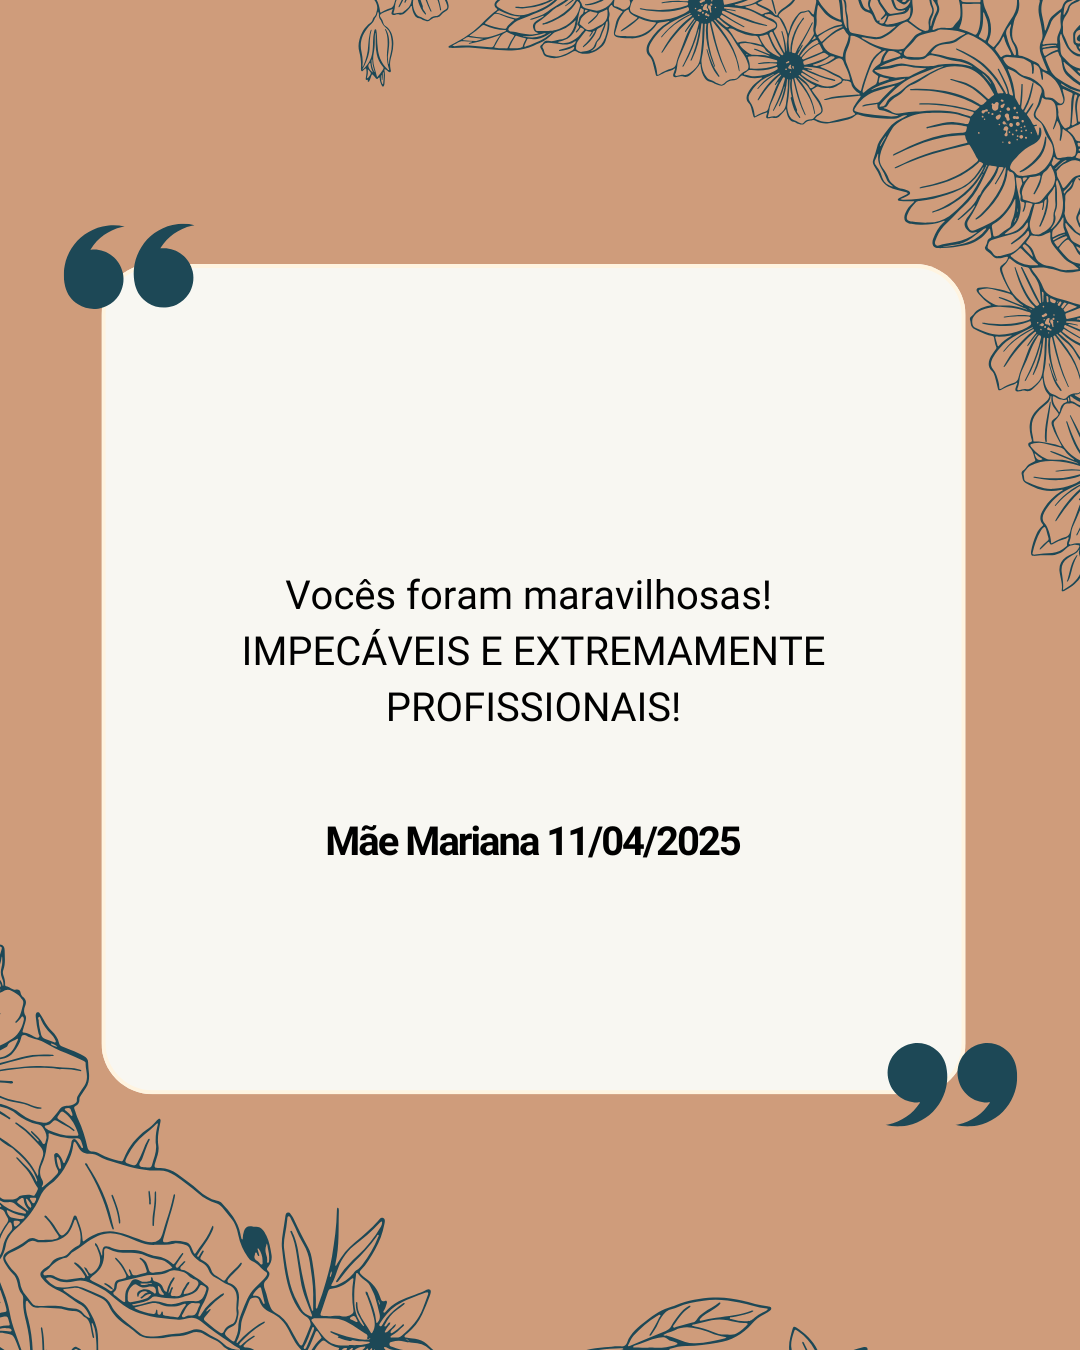 “
Vocês foram maravilhosas!
IMPECÁVEIS E EXTREMAMENTE
PROFISSIONAIS!
Mãe Mariana 11/04/2025
”